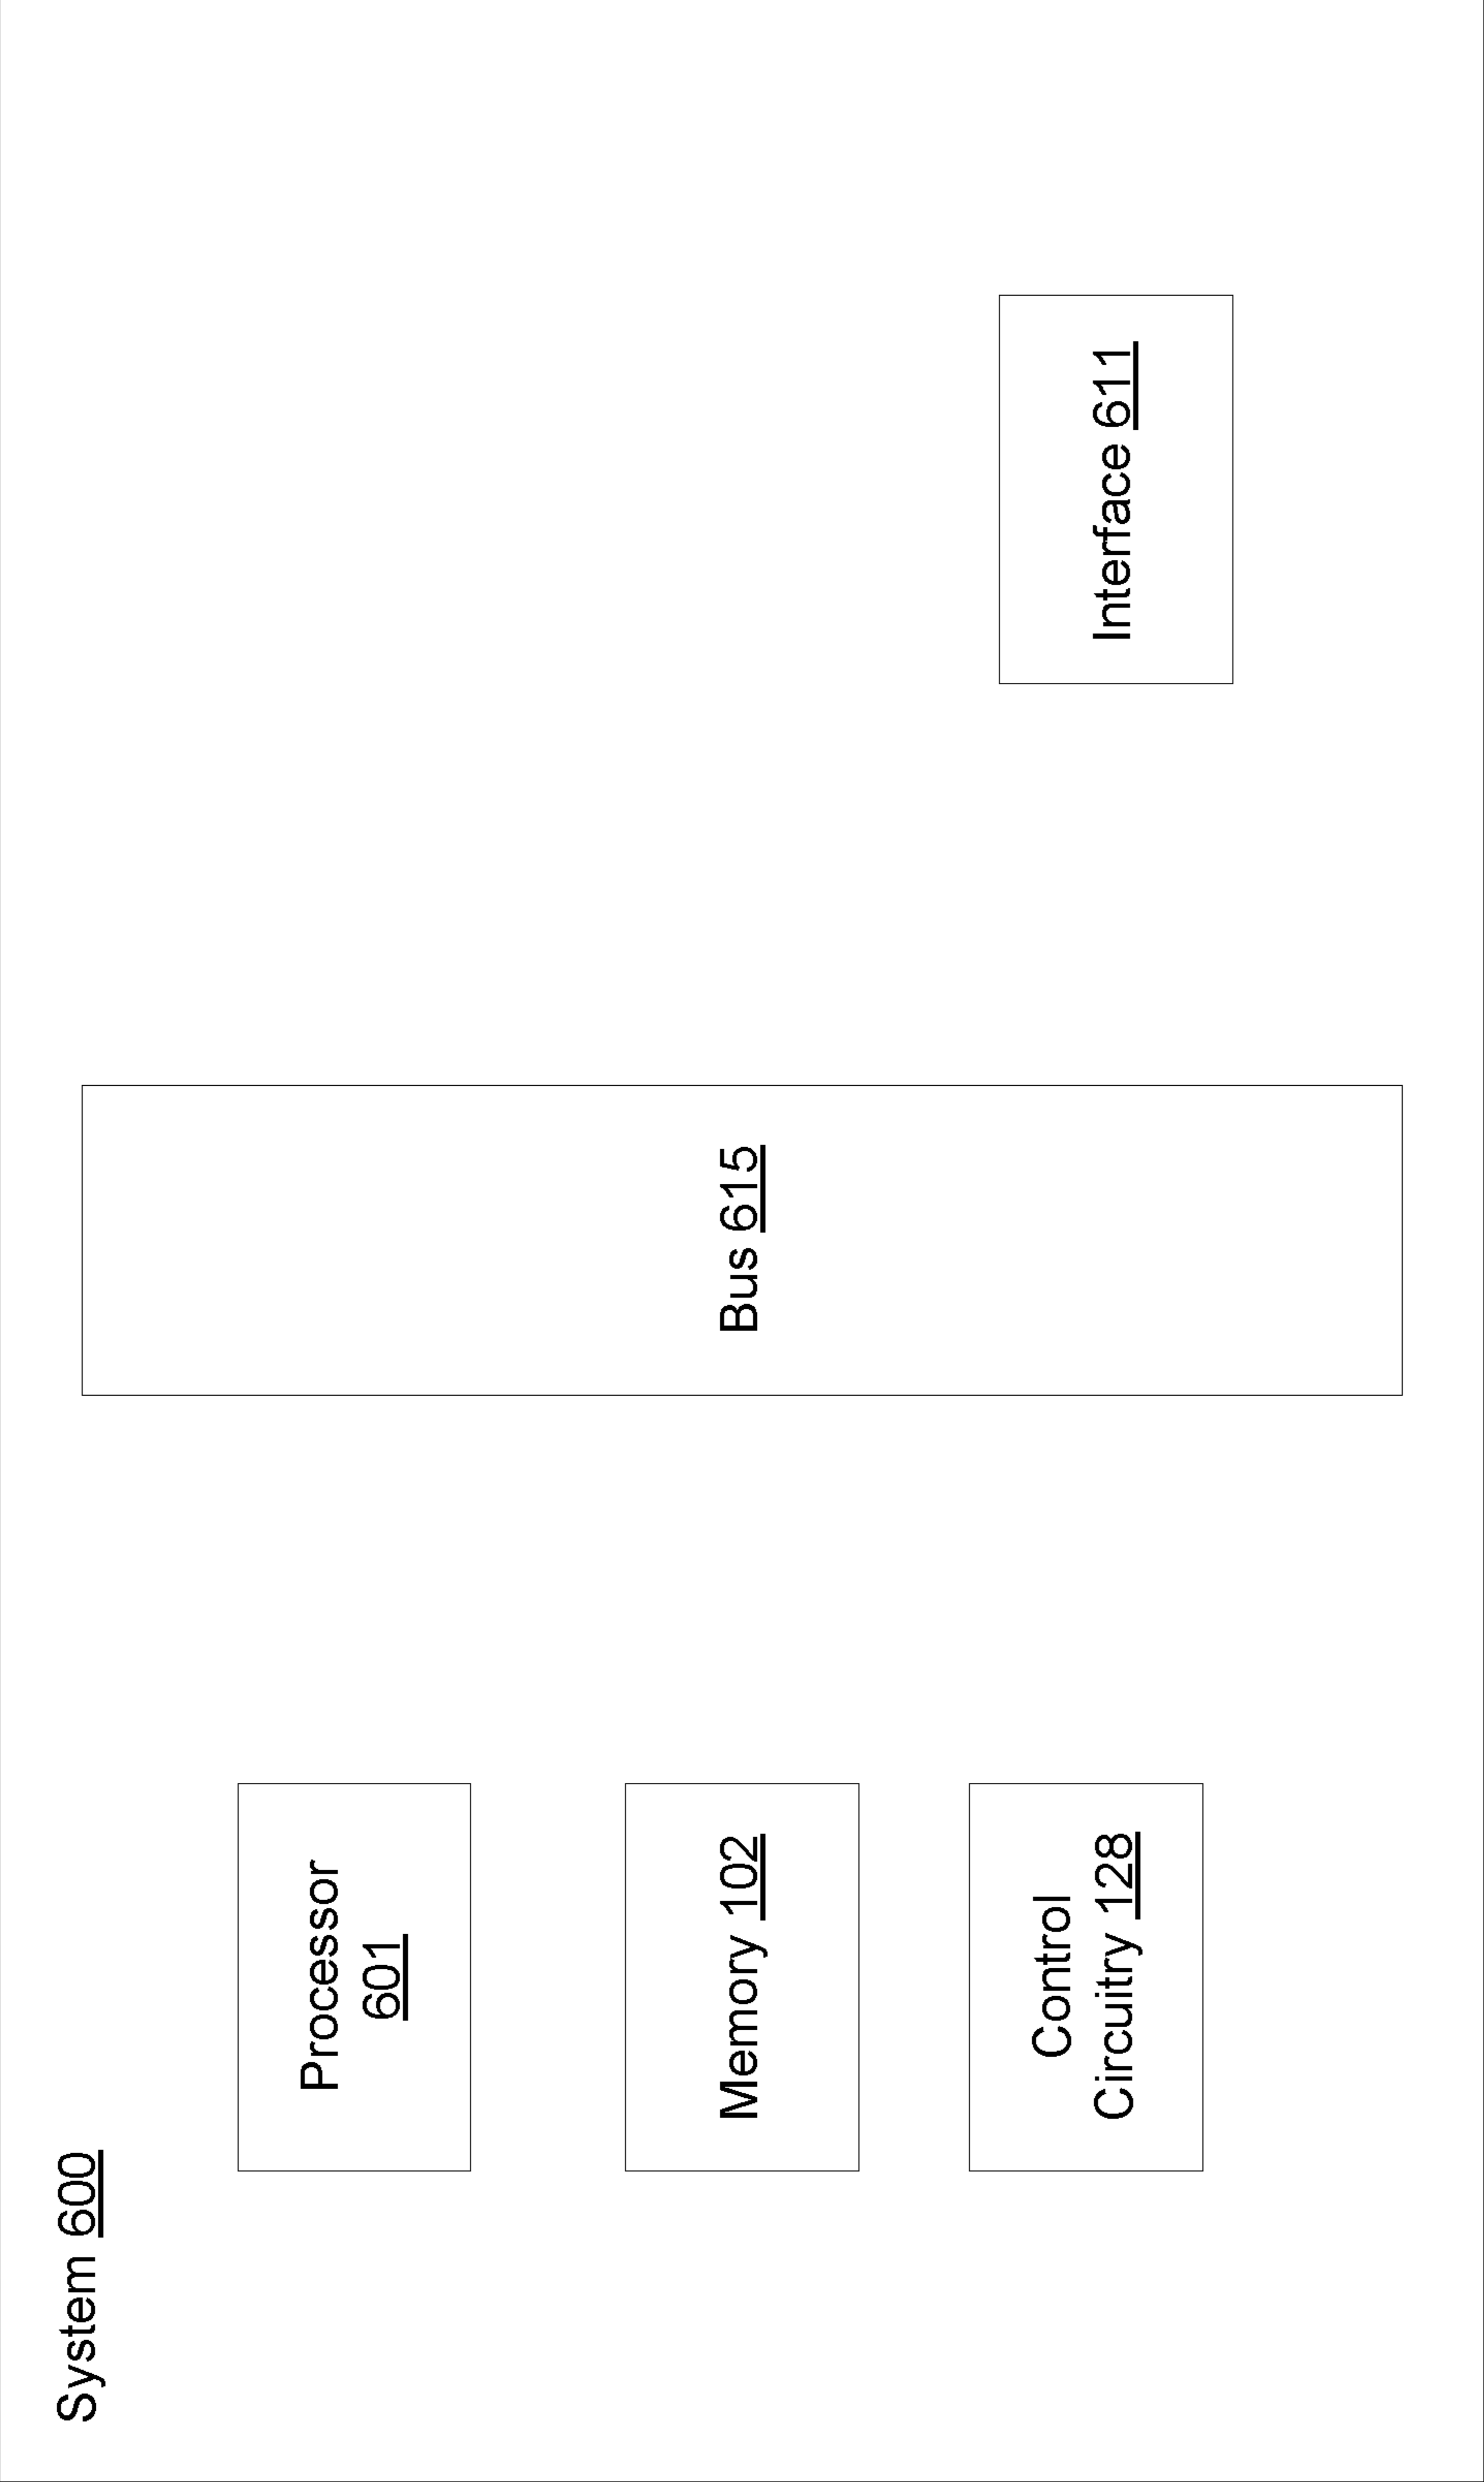 System 600
Processor
601
Memory 102
Control
Circuitry 128
Bus 615
Interface 611